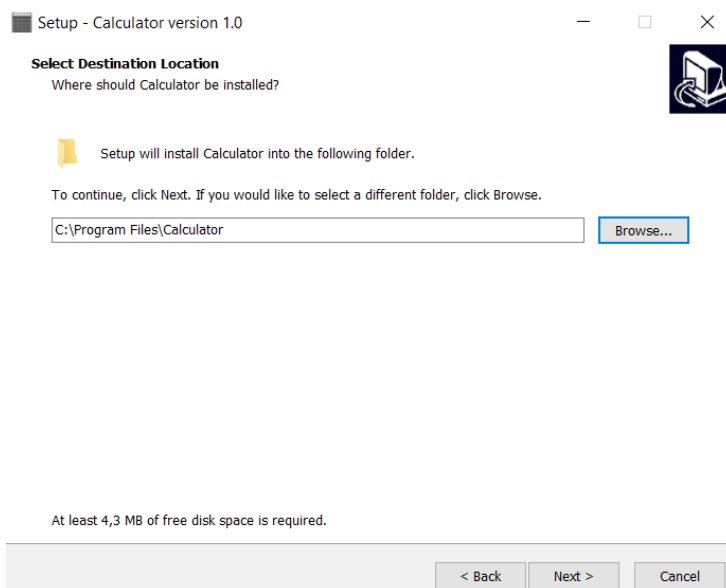 Setup - Calculator version 1.0
Select Destination Location
Where should Calculator be installed?
Setup will install Calculator into the following folder.
To continue, click Next. If you would like to select a different folder, click Browse.
C:\Program Files\Calculator
Browse...
At least 4,3 MB of free disk space is required.
< Back
Next >
Cancel